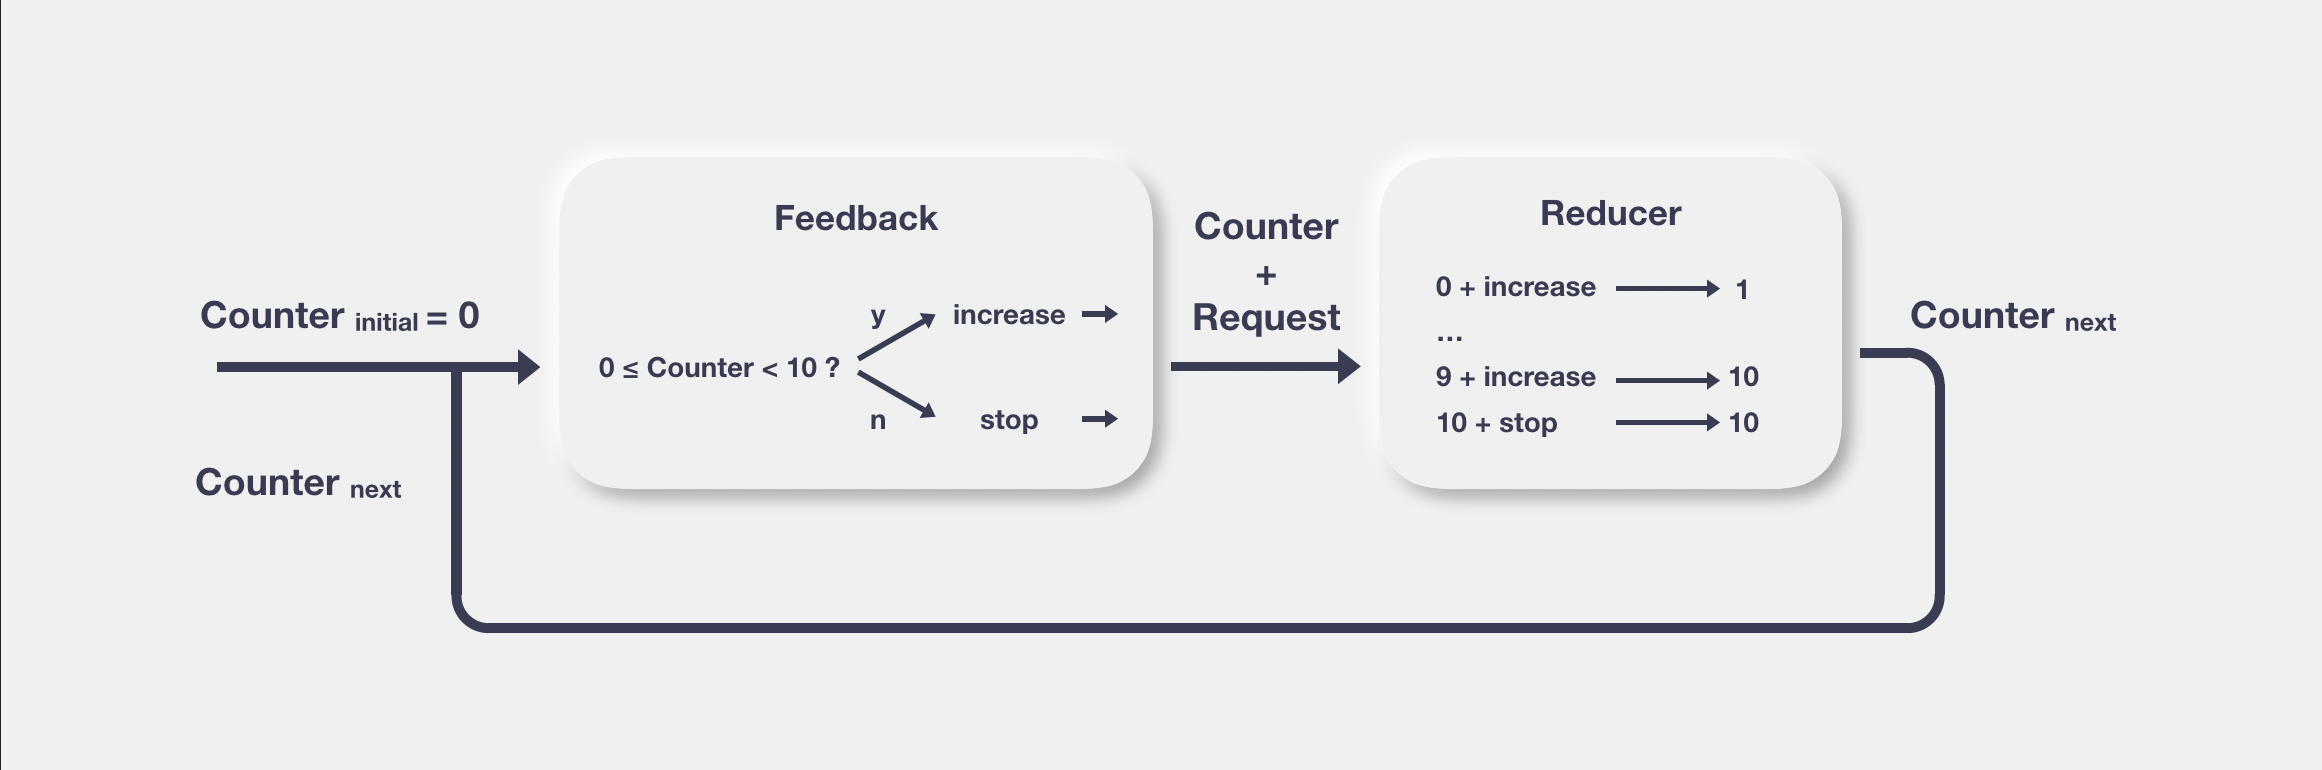 Counter initial = 0
Counter next
Feedback
0 ≤ Counter < 10 ?
y
increase
n
stop
Counter
+
Request
Reducer
0 + increase 1
...
9 + increase 10
10 + stop 10
Counter next